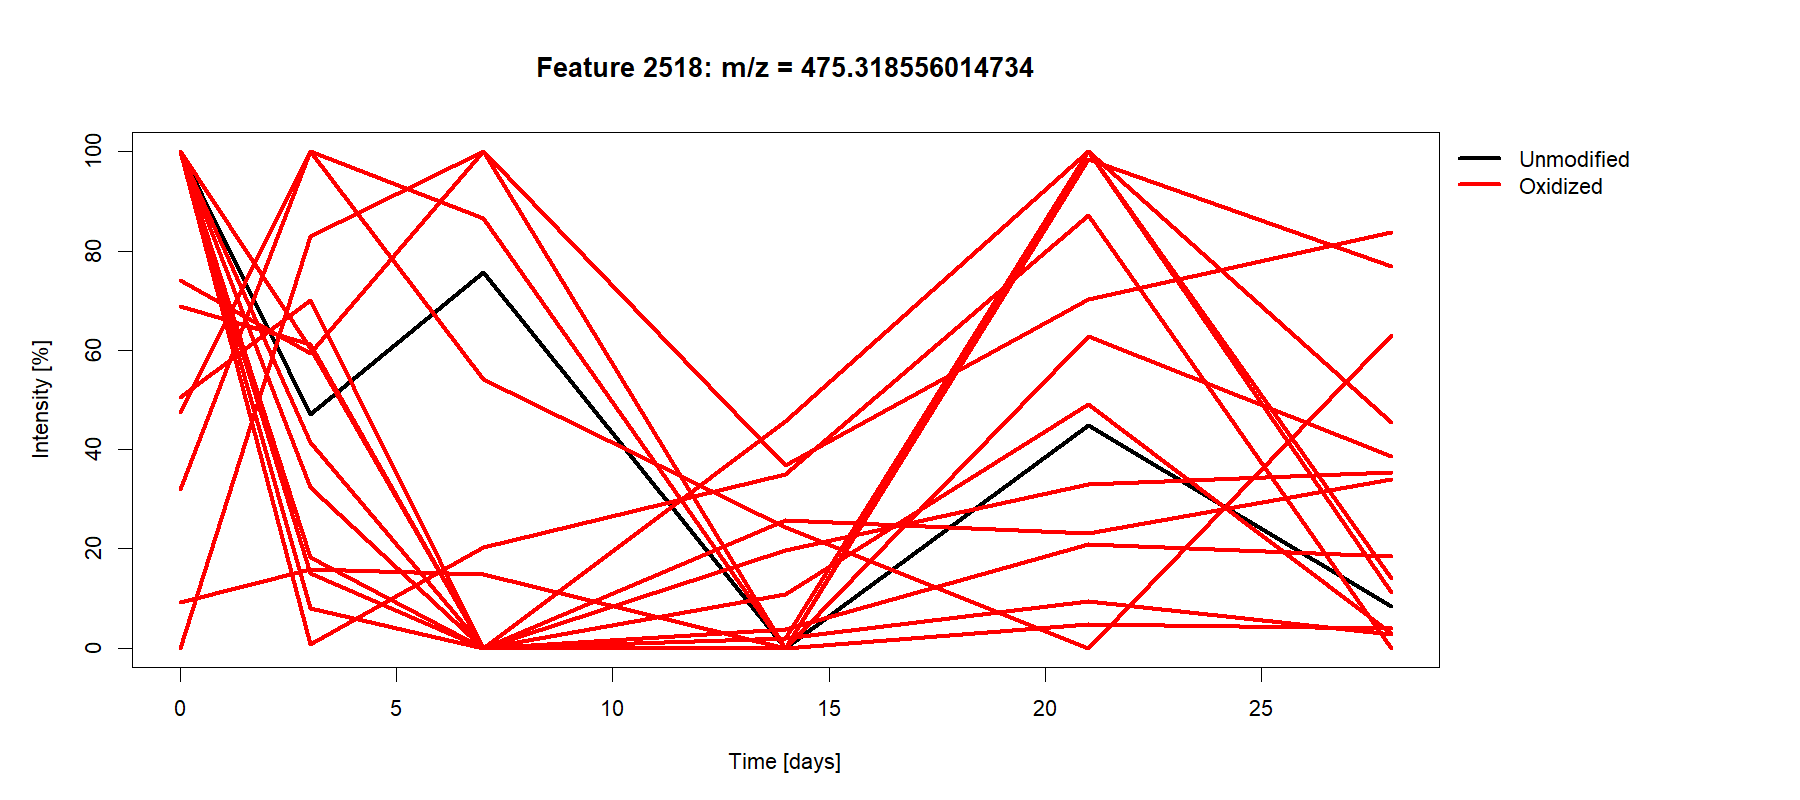 Feature 2518: m/z = 475.318556014734
Unmodified
Oxidized
Intensity [%]
100
80
60
40
20
0
0 5 10 15 20 25
Time [days]